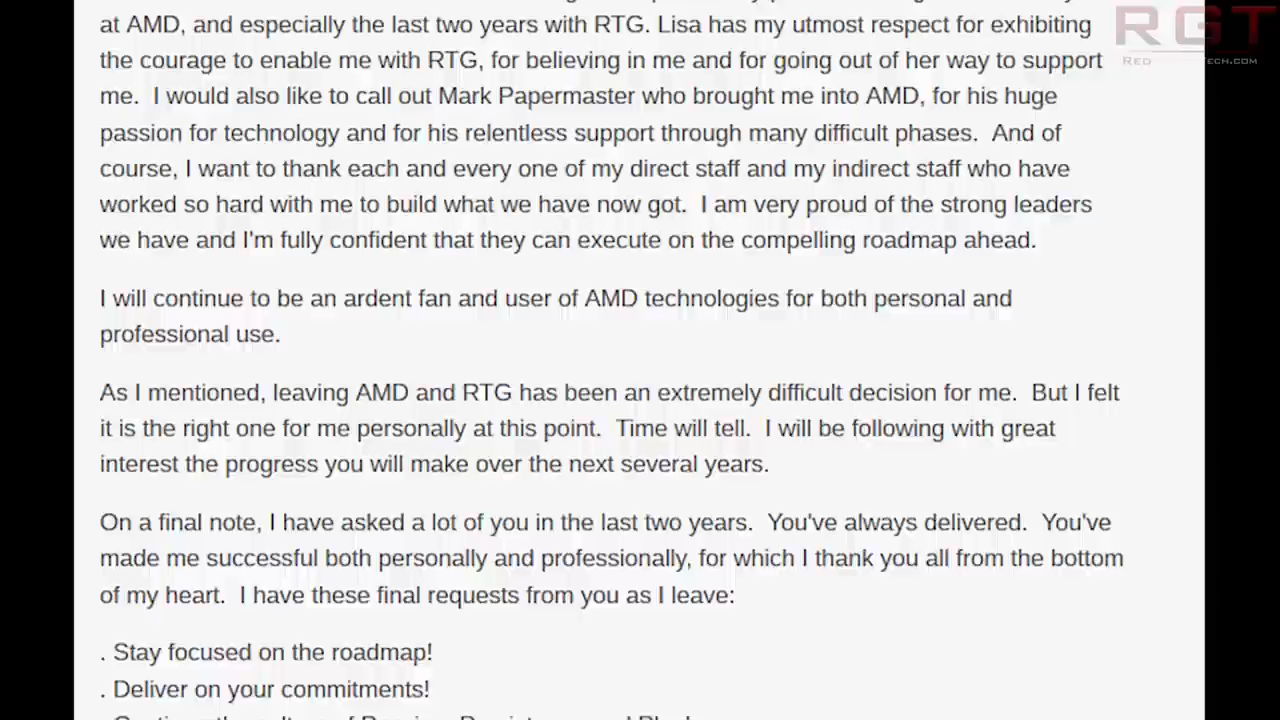 RGT
RED TECH.COM
at AMD, and especially the last two years with RTG. Lisa has my utmost respect for exhibiting
the courage to enable me with RTG, for believing in me and for going out of her way to support
me.  I would also like to call out Mark Papermaster who brought me into AMD, for his huge
passion for technology and for his relentless support through many difficult phases.  And of
course, I want to thank each and every one of my direct staff and my indirect staff who have
worked so hard with me to build what we have now got.  I am very proud of the strong leaders
we have and I'm fully confident that they can execute on the compelling roadmap ahead.
I will continue to be an ardent fan and user of AMD technologies for both personal and
professional use.
As I mentioned, leaving AMD and RTG has been an extremely difficult decision for me.  But I felt
it is the right one for me personally at this point.  Time will tell.  I will be following with great
interest the progress you will make over the next several years.
On a final note, I have asked a lot of you in the last two years.  You've always delivered.  You've
made me successful both personally and professionally, for which I thank you all from the bottom
of my heart.  I have these final requests from you as I leave:
. Stay focused on the roadmap!
. Deliver on your commitments!